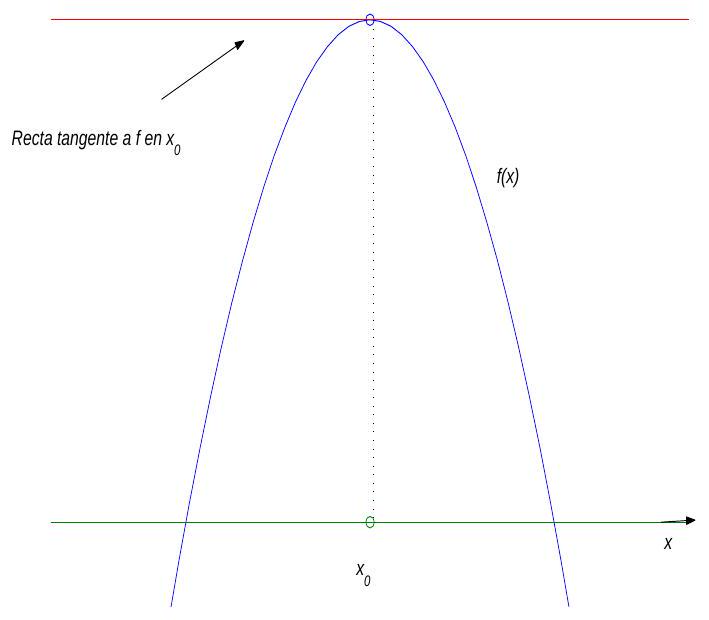 Recta tangente a f en x₀
f(x)
x
x₀